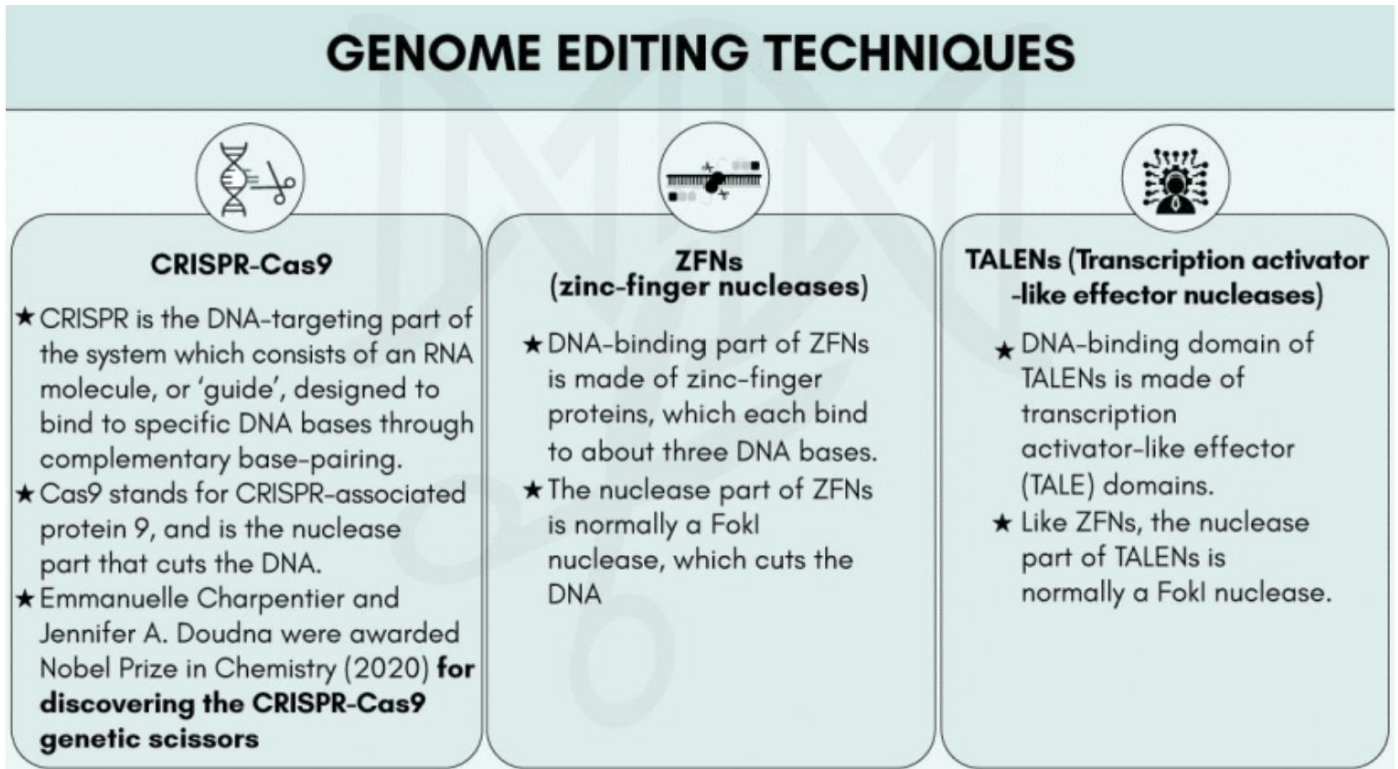 GENOME EDITING TECHNIQUES
CRISPR-Cas9
★ CRISPR is the DNA-targeting part of
the system which consists of an RNA
molecule, or ‘guide’, designed to
bind to specific DNA bases through
complementary base-pairing.
★ Cas9 stands for CRISPR-associated
protein 9, and is the nuclease
part that cuts the DNA.
★ Emmanuelle Charpentier and
Jennifer A. Doudna were awarded
Nobel Prize in Chemistry (2020) for
discovering the CRISPR-Cas9
genetic scissors
ZFNs
(zinc-finger nucleases)
★ DNA-binding part of ZFNs
is made of zinc-finger
proteins, which each bind
to about three DNA bases.
★ The nuclease part of ZFNs
is normally a FokI
nuclease, which cuts the
DNA
TALENs (Transcription activator
-like effector nucleases)
★ DNA-binding domain of
TALENs is made of
transcription
activator-like effector
(TALE) domains.
★ Like ZFNs, the nuclease
part of TALENs is
normally a FokI nuclease.